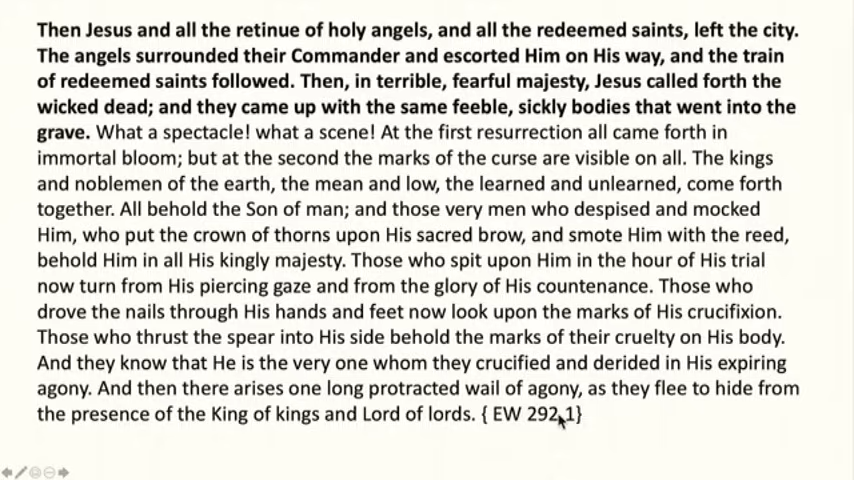 Then Jesus and all the retinue of holy angels, and all the redeemed saints, left the city.
The angels surrounded their Commander and escorted Him on His way, and the train
of redeemed saints followed. Then, in terrible, fearful majesty, Jesus called forth the
wicked dead; and they came up with the same feeble, sickly bodies that went into the
grave. What a spectacle! what a scene! At the first resurrection all came forth in
immortal bloom; but at the second the marks of the curse are visible on all. The kings
and noblemen of the earth, the mean and low, the learned and unlearned, come forth
together. All behold the Son of man; and those very men who despised and mocked
Him, who put the crown of thorns upon His sacred brow, and smote Him with the reed,
behold Him in all His kingly majesty. Those who spit upon Him in the hour of His trial
now turn from His piercing gaze and from the glory of His countenance. Those who
drove the nails through His hands and feet now look upon the marks of His crucifixion.
Those who thrust the spear into His side behold the marks of their cruelty on His body.
And they know that He is the very one whom they crucified and derided in His expiring
agony. And then there arises one long protracted wail of agony, as they flee to hide from
the presence of the King of kings and Lord of lords. { EW 292.1}